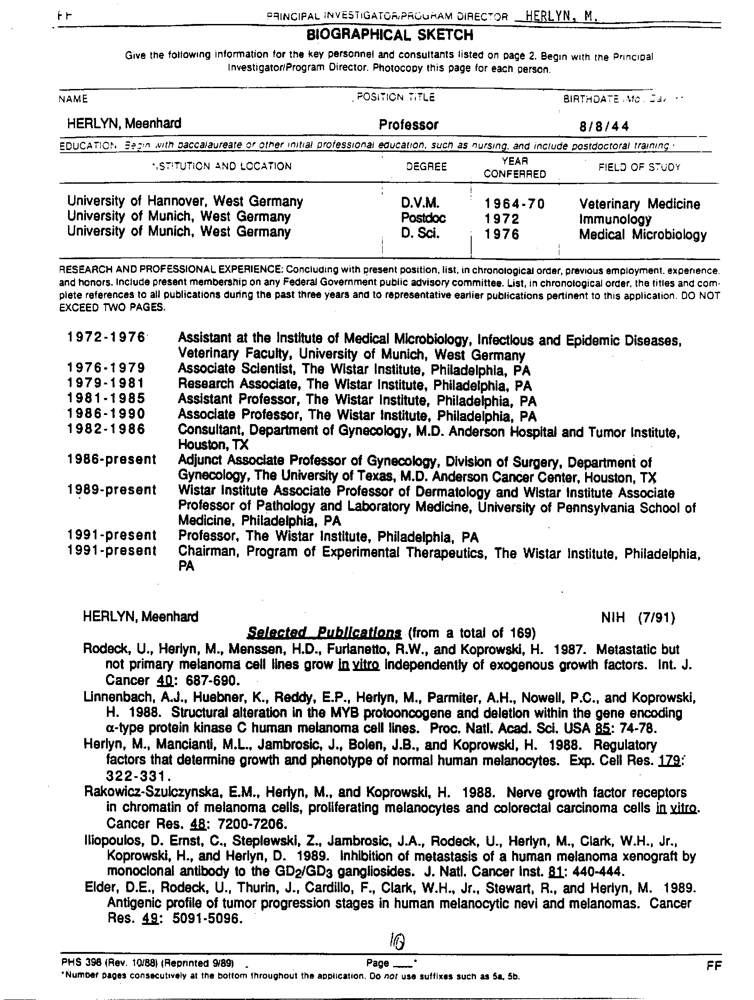 FF
PRINCIPAL INVESTIGATOR/PROGRAM DIRECTOR HERLYN, M.
BIOGRAPHICAL SKETCH
Give the following information for the key personnel and consultants listed on page 2. Begin with the Principal
Investigator/Program Director. Photocopy this page for each person.
NAME POSITION TITLE BIRTHDATE
HERLYN, Meenhard Professor 8/8/44
EDUCATION Begin with baccalaureate or other initial professional education, such as nursing, and include postdoctoral training.
INSTITUTION AND LOCATION DEGREE YEAR CONFERRED FIELD OF STUDY
University of Hannover, West Germany D.V.M. 1964-70 Veterinary Medicine
University of Munich, West Germany Postdoc 1972 Immunology
University of Munich, West Germany D. Sci. 1976 Medical Microbiology
RESEARCH AND PROFESSIONAL EXPERIENCE: Concluding with present position, list, in chronological order, previous employment, experience,
and honors. Include present membership on any Federal Government public advisory committee. List, in chronological order, the titles and com-
plete references to all publications during the past three years and to representative earlier publications pertinent to this application. DO NOT
EXCEED TWO PAGES.
1972-1976 Assistant at the Institute of Medical Microbiology, Infectious and Epidemic Diseases,
Veterinary Faculty, University of Munich, West Germany
1976-1979 Associate Scientist, The Wistar Institute, Philadelphia, PA
1979-1981 Research Associate, The Wistar Institute, Philadelphia, PA
1981-1985 Assistant Professor, The Wistar Institute, Philadelphia, PA
1986-1990 Associate Professor, The Wistar Institute, Philadelphia, PA
1982-1986 Consultant, Department of Gynecology, M.D. Anderson Hospital and Tumor Institute,
Houston, TX
1986-present Adjunct Associate Professor of Gynecology, Division of Surgery, Department of
Gynecology, The University of Texas, M.D. Anderson Cancer Center, Houston, TX
1989-present Wistar Institute Associate Professor of Dermatology and Wistar Institute Associate
Professor of Pathology and Laboratory Medicine, University of Pennsylvania School of
Medicine, Philadelphia, PA
1991-present Professor, The Wistar Institute, Philadelphia, PA
1991-present Chairman, Program of Experimental Therapeutics, The Wistar Institute, Philadelphia,
PA
HERLYN, Meenhard NIH (7/91)
Selected Publications (from a total of 169)
Rodeck, U., Herlyn, M., Menssen, H.D., Furlanetto, R.W., and Koprowski, H. 1987. Metastatic but
not primary melanoma cell lines grow in vitro independently of exogenous growth factors. Int. J.
Cancer 40: 687-690.
Linnenbach, A.J., Huebner, K., Reddy, E.P., Herlyn, M., Parmiter, A.H., Nowell, P.C., and Koprowski,
H. 1988. Structural alteration in the MYB protooncogene and deletion within the gene encoding
α-type protein kinase C human melanoma cell lines. Proc. Natl. Acad. Sci. USA 85: 74-78.
Herlyn, M., Mancianti, M.L., Jambrosic, J., Bolen, J.B., and Koprowski, H. 1988. Regulatory
factors that determine growth and phenotype of normal human melanocytes. Exp. Cell Res. 179:
322-331.
Rakowicz-Szulczynska, E.M., Herlyn, M., and Koprowski, H. 1988. Nerve growth factor receptors
in chromatin of melanoma cells, proliferating melanocytes and colorectal carcinoma cells in vitro.
Cancer Res. 48: 7200-7206.
Iliopoulos, D. Ernst, C., Steplewski, Z., Jambrosic, J.A., Rodeck, U., Herlyn, M., Clark, W.H., Jr.,
Koprowski, H., and Herlyn, D. 1989. Inhibition of metastasis of a human melanoma xenograft by
monoclonal antibody to the GD2/GD3 gangliosides. J. Natl. Cancer Inst. 81: 440-444.
Elder, D.E., Rodeck, U., Thurin, J., Cardillo, F., Clark, W.H., Jr., Stewart, R., and Herlyn, M. 1989.
Antigenic profile of tumor progression stages in human melanocytic nevi and melanomas. Cancer
Res. 49: 5091-5096.
10
PHS 398 (Rev. 10/88) (Reprinted 9/89) Page ___* FF
*Number pages consecutively at the bottom throughout the application. Do not use suffixes such as 5a, 5b.